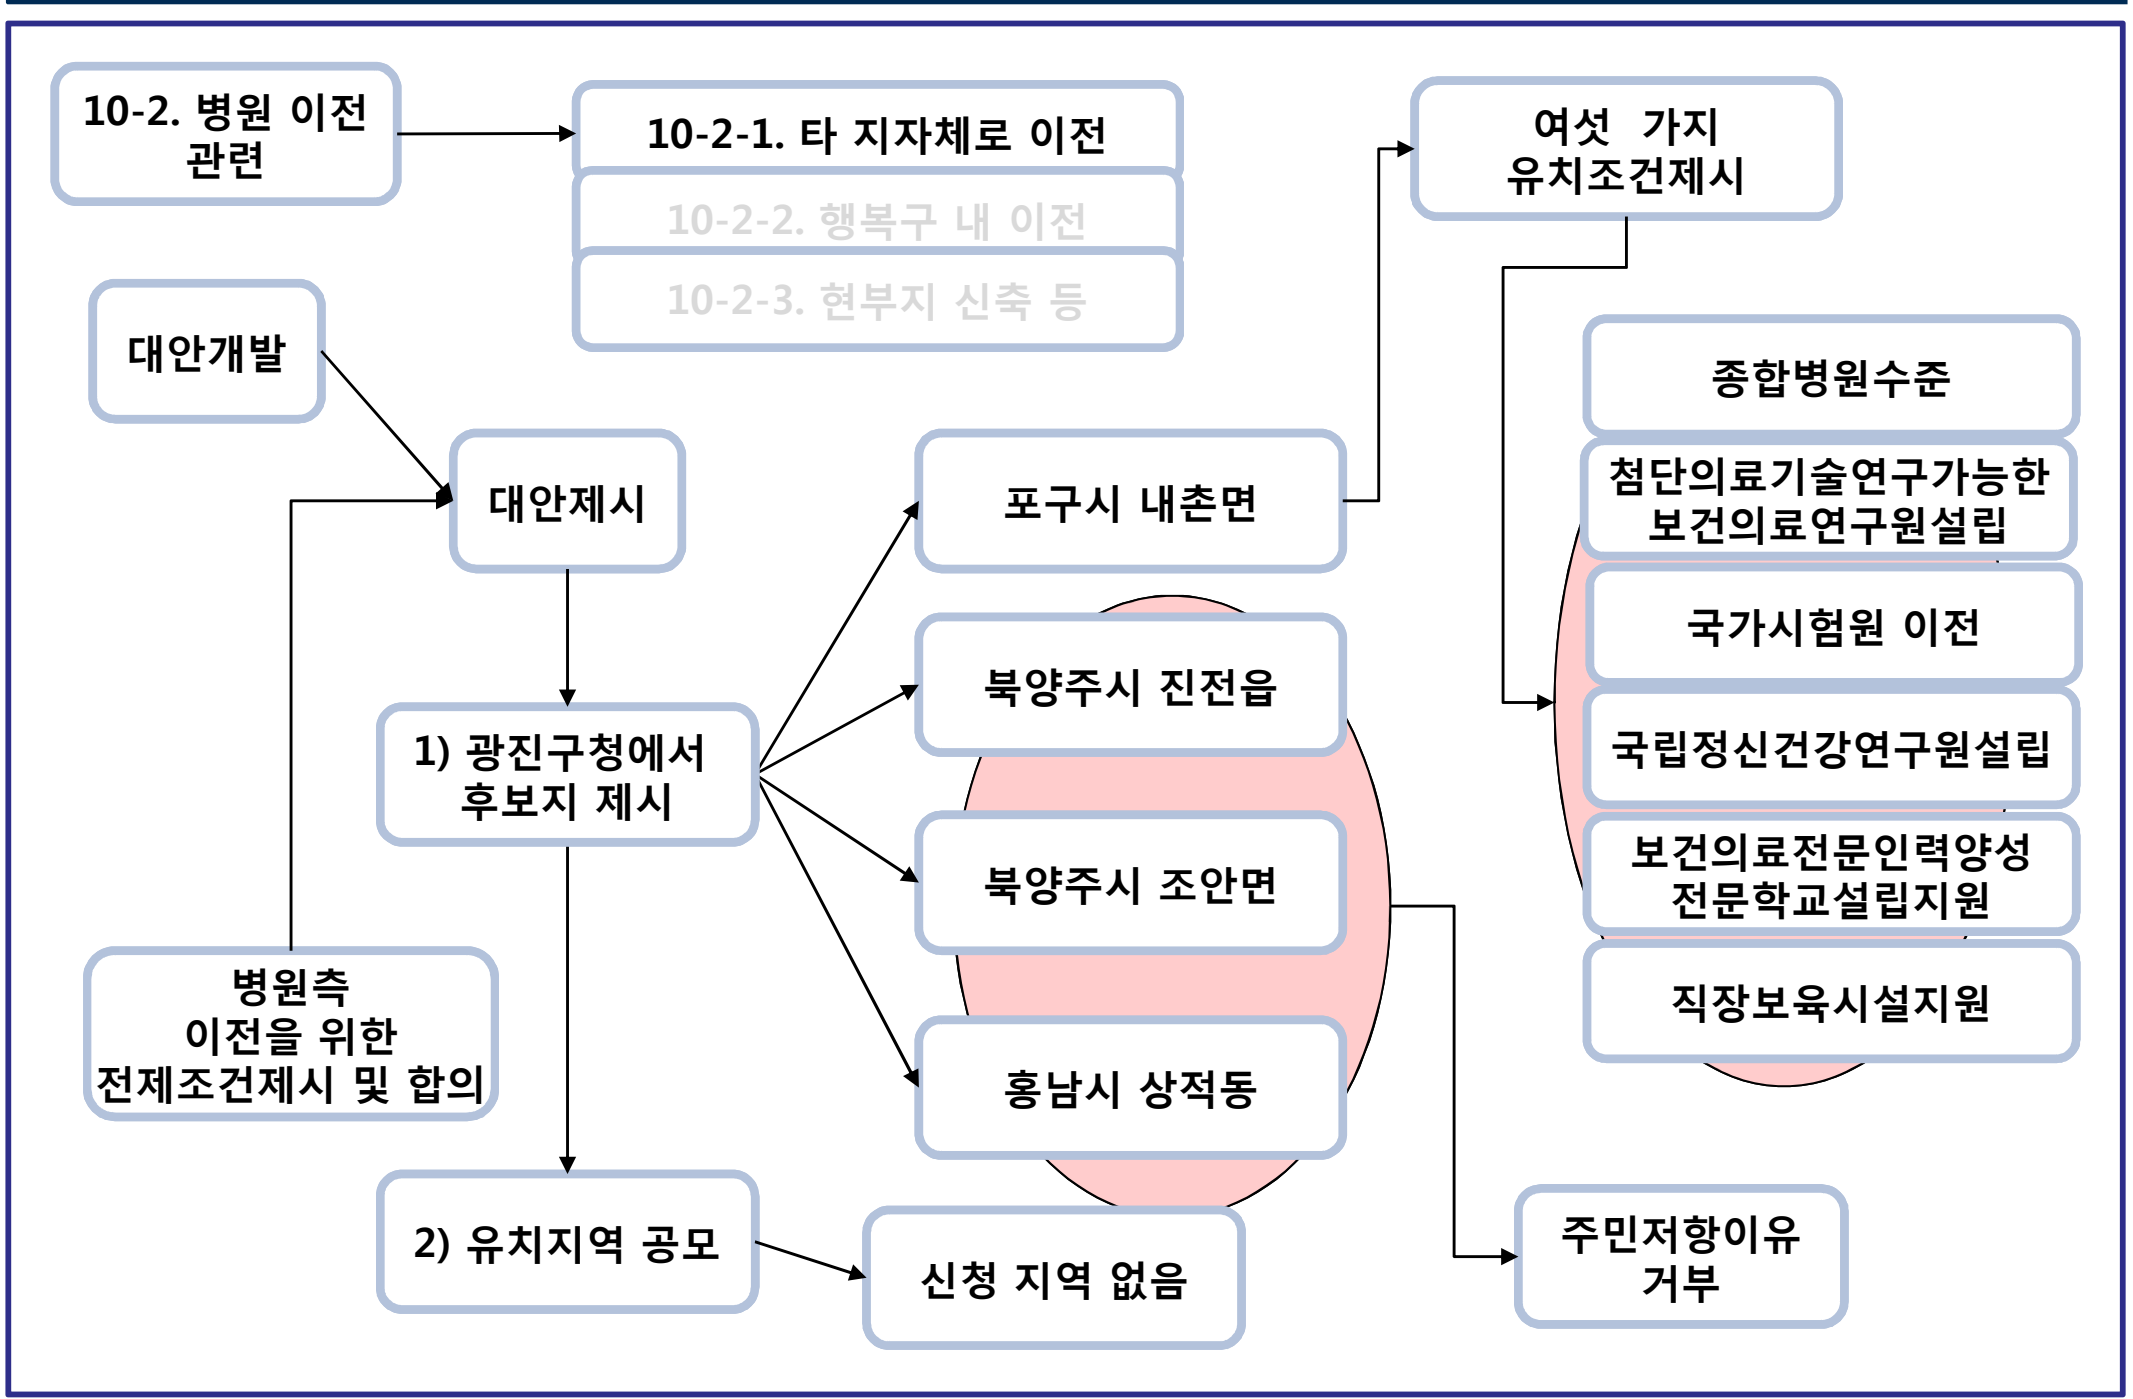 10-2. 병원 이전
관련
10-2-1. 타 지자체로 이전
10-2-2. 행복구 내 이전
10-2-3. 현부지 신축 등
여섯 가지
유치조건제시
대안개발
대안제시
포구시 내촌면
북양주시 진전읍
1) 광진구청에서
후보지 제시
북양주시 조안면
병원측
이전을 위한
전제조건제시 및 합의
홍남시 상적동
2) 유치지역 공모
신청 지역 없음
종합병원수준
첨단의료기술연구가능한
보건의료연구원설립
국가시험원 이전
국립정신건강연구원설립
보건의료전문인력양성
전문학교설립지원
직장보육시설지원
주민저항이유
거부